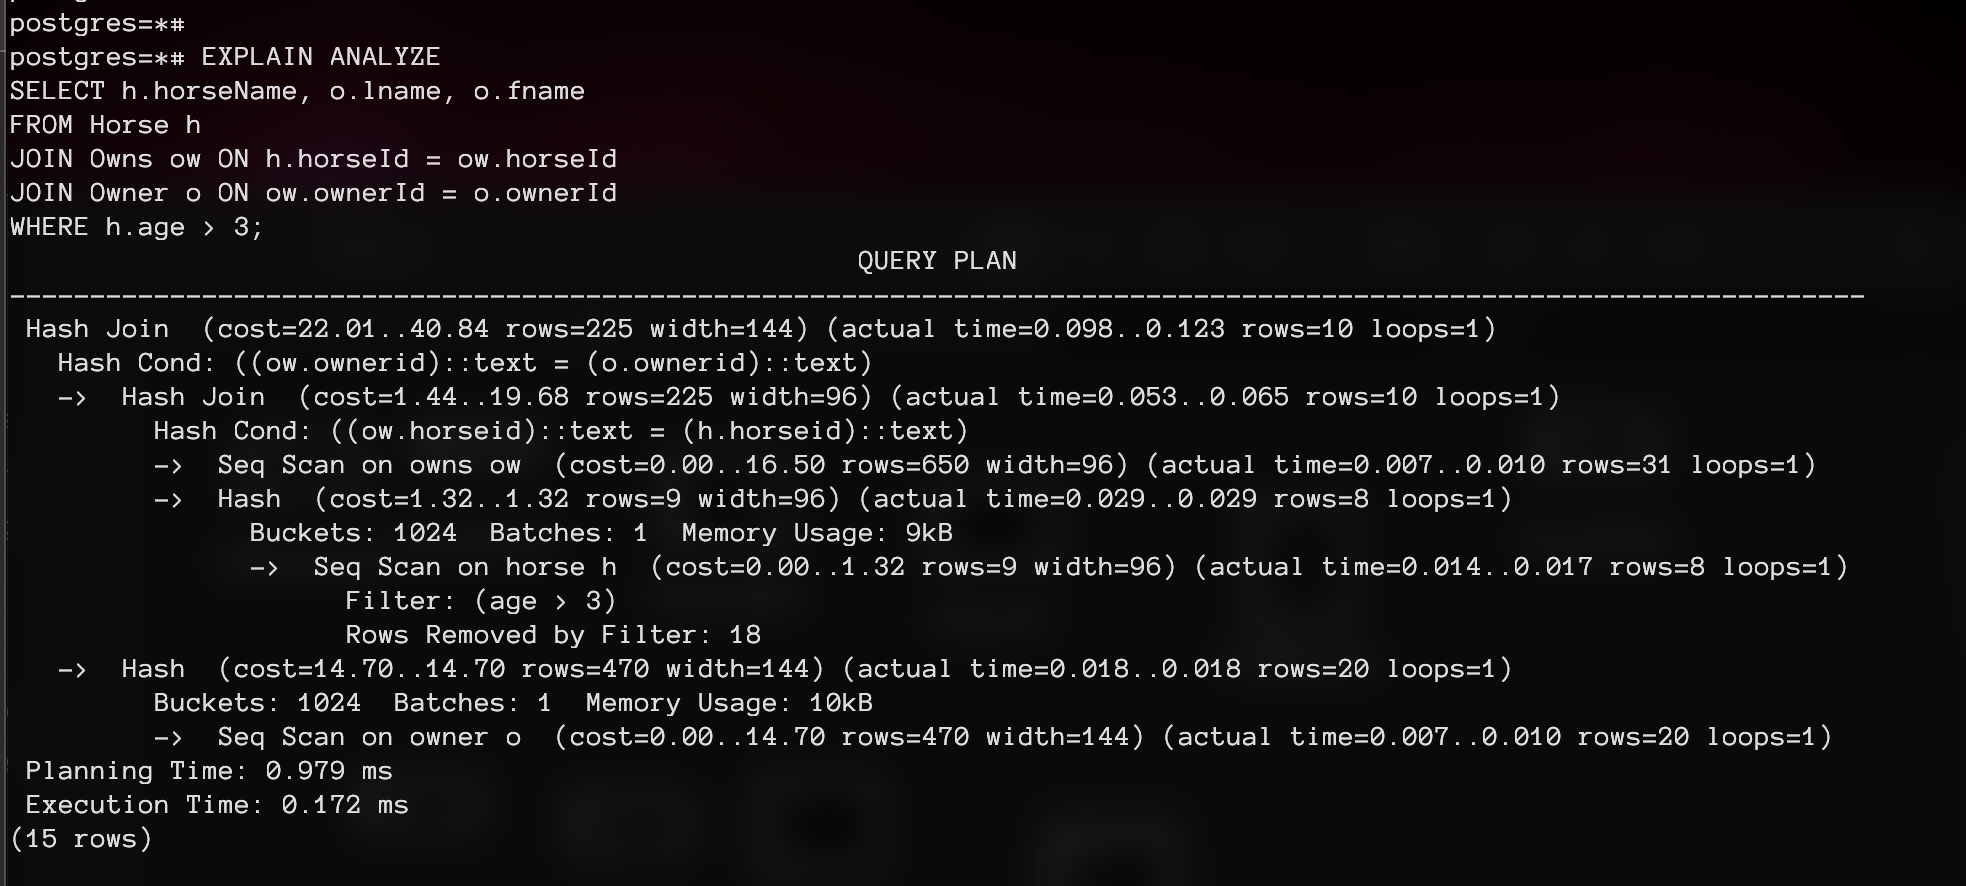 postgres=*#
postgres=*# EXPLAIN ANALYZE
SELECT h.horseName, o.lname, o.fname
FROM Horse h
JOIN Owns ow ON h.horseId = ow.horseId
JOIN Owner o ON ow.ownerId = o.ownerId
WHERE h.age > 3;
QUERY PLAN
--------------------------------------------------------------------------------------------------------------------
Hash Join  (cost=22.01..40.84 rows=225 width=144) (actual time=0.098..0.123 rows=10 loops=1)
Hash Cond: ((ow.ownerid)::text = (o.ownerid)::text)
->  Hash Join  (cost=1.44..19.68 rows=225 width=96) (actual time=0.053..0.065 rows=10 loops=1)
Hash Cond: ((ow.horseid)::text = (h.horseid)::text)
->  Seq Scan on owns ow  (cost=0.00..16.50 rows=650 width=96) (actual time=0.007..0.010 rows=31 loops=1)
->  Hash  (cost=1.32..1.32 rows=9 width=96) (actual time=0.029..0.029 rows=8 loops=1)
Buckets: 1024  Batches: 1  Memory Usage: 9kB
->  Seq Scan on horse h  (cost=0.00..1.32 rows=9 width=96) (actual time=0.014..0.017 rows=8 loops=1)
Filter: (age > 3)
Rows Removed by Filter: 18
->  Hash  (cost=14.70..14.70 rows=470 width=144) (actual time=0.018..0.018 rows=20 loops=1)
Buckets: 1024  Batches: 1  Memory Usage: 10kB
->  Seq Scan on owner o  (cost=0.00..14.70 rows=470 width=144) (actual time=0.007..0.010 rows=20 loops=1)
Planning Time: 0.979 ms
Execution Time: 0.172 ms
(15 rows)